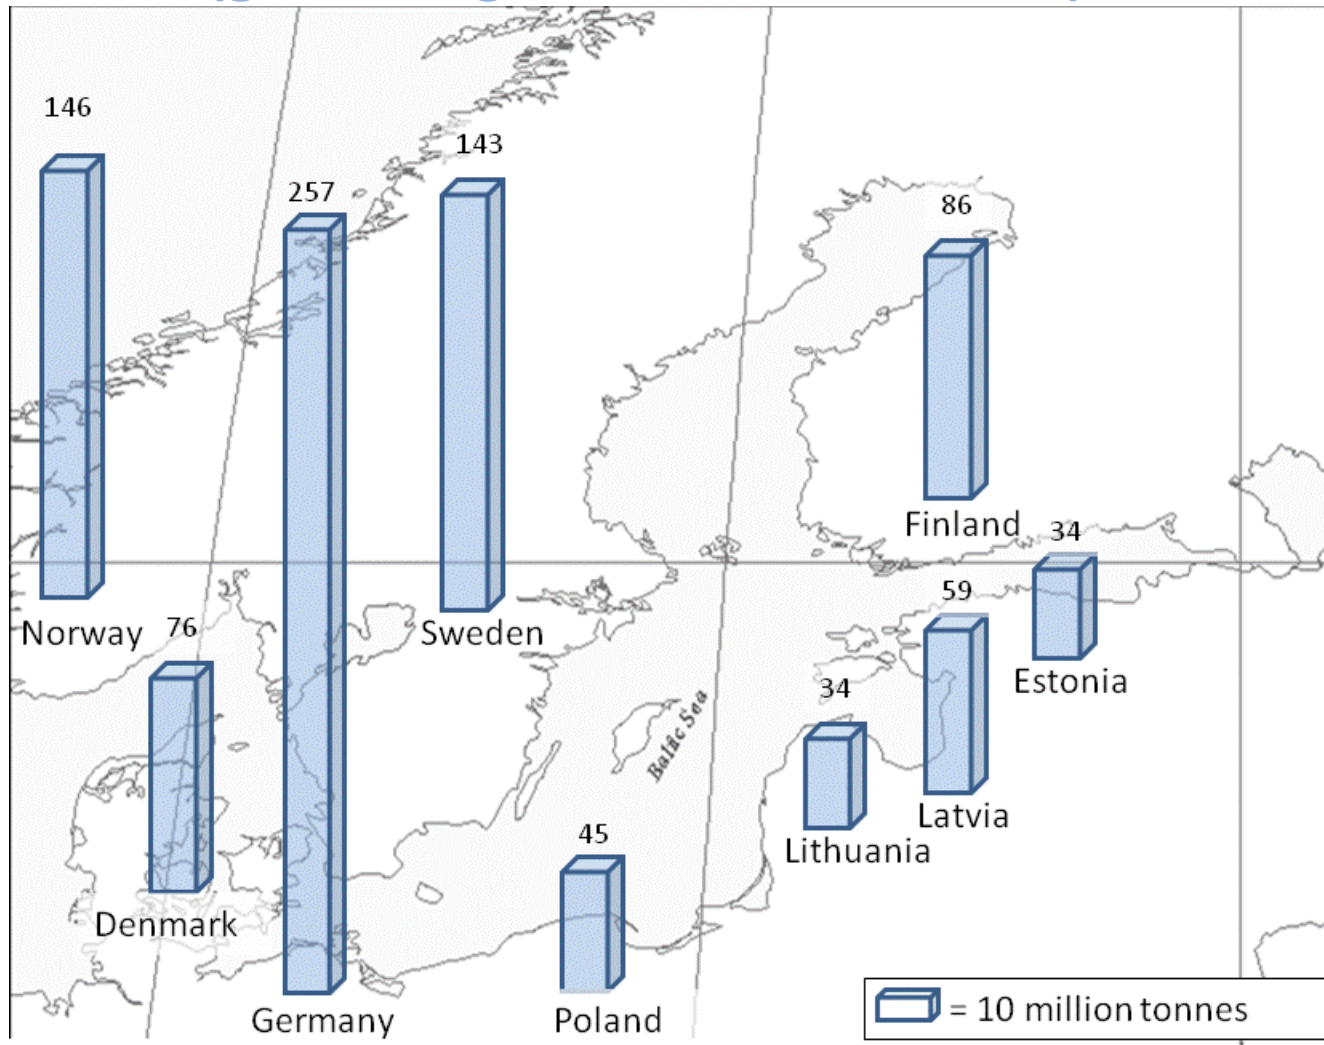 146
143
257
86
Finland
34
59
Norway
76
Sweden
Estonia
34
Baltic Sea
Latvia
45
Lithuania
Denmark
= 10 million tonnes
Germany
Poland